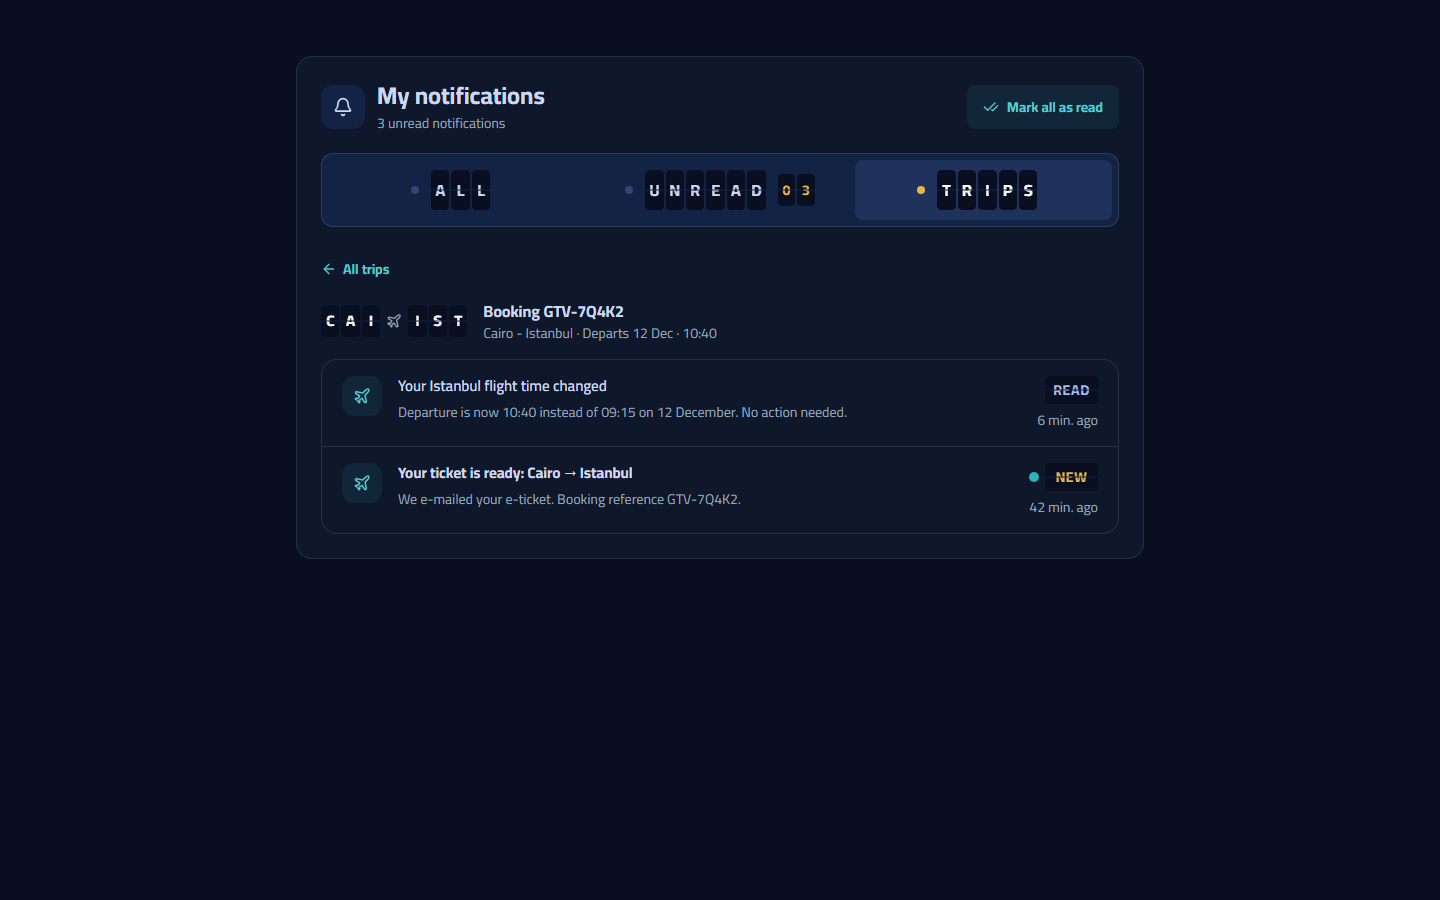 My notifications
3 unread notifications
Mark all as read
ALL
UNREAD 03
TRIPS
All trips
CAI IST
Booking GTV-7Q4K2
Cairo - Istanbul · Departs 12 Dec · 10:40
Your Istanbul flight time changed
READ
Departure is now 10:40 instead of 09:15 on 12 December. No action needed.
6 min. ago
Your ticket is ready: Cairo → Istanbul
NEW
We e-mailed your e-ticket. Booking reference GTV-7Q4K2.
42 min. ago